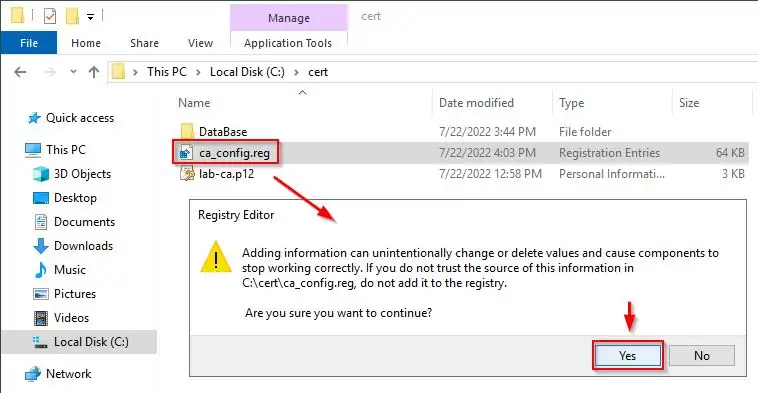 Manage
cert
File
Home
Share
View
Application Tools
This PC
Local Disk (C:)
cert
Name
Date modified
Type
Size
Quick access
This PC
3D Objects
Desktop
Documents
Downloads
Music
Pictures
Videos
Local Disk (C:)
Network
DataBase
7/22/2022 3:44 PM
File folder
ca_config.reg
7/22/2022 4:03 PM
Registration Entries
64 KB
lab-ca.p12
7/22/2022 12:58 PM
Personal Informati...
3 KB
Registry Editor
Adding information can unintentionally change or delete values and cause components to
stop working correctly. If you do not trust the source of this information in
C:\cert\ca_config.reg, do not add it to the registry.
Are you sure you want to continue?
Yes
No